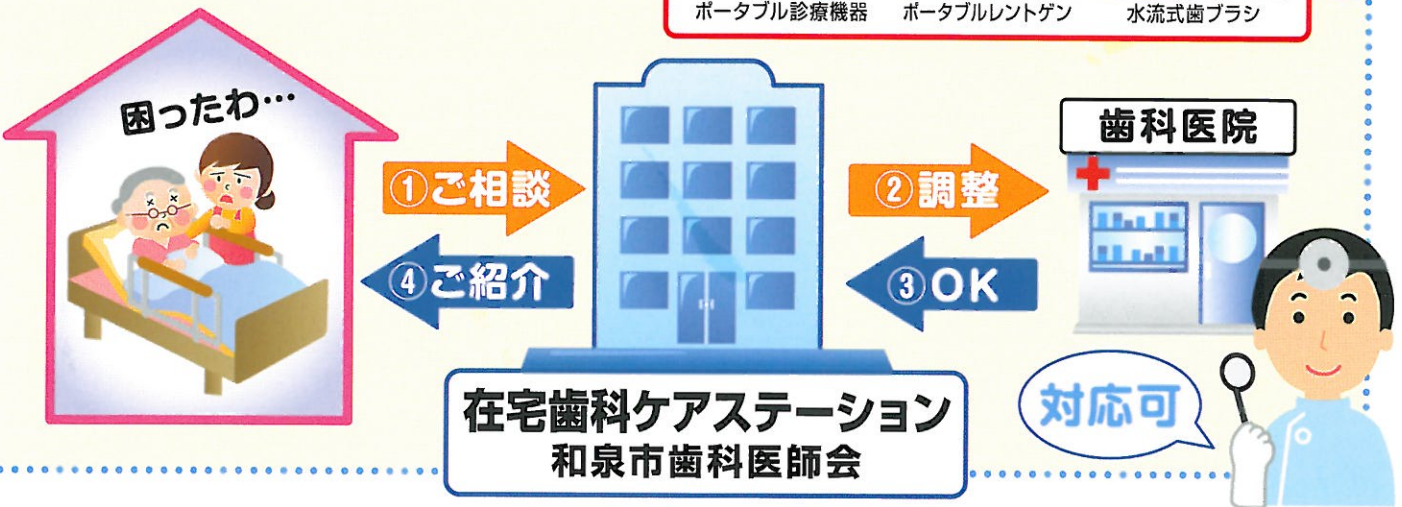 ポータブル診療機器 ポータブルレントゲン 水流式歯ブラシ
困ったわ…
①ご相談
②調整
歯科医院
④ご紹介
③OK
対応可
在宅歯科ケアステーション
和泉市歯科医師会